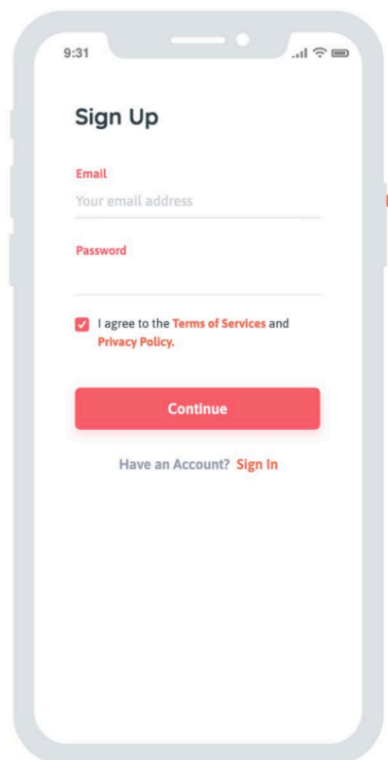 9:31
Sign Up
Email
Your email address
Password
I agree to the Terms of Services and
Privacy Policy.
Continue
Have an Account? Sign In